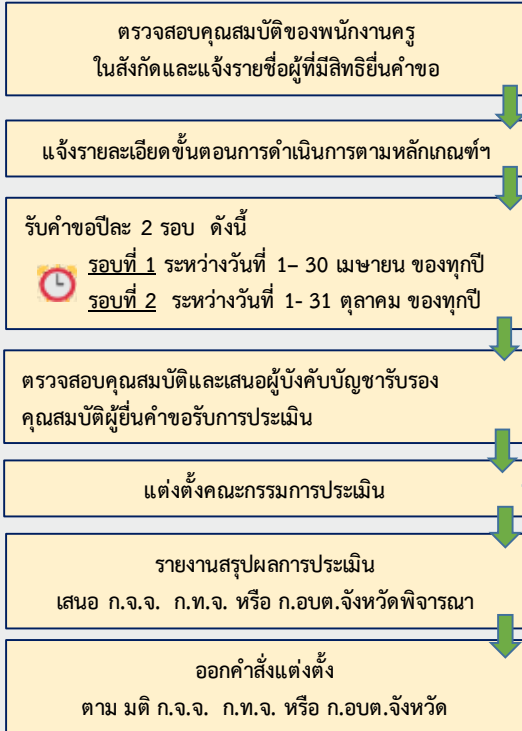 ตรวจสอบคุณสมบัติของพนักงานครู
ในสังกัดและแจ้งรายชื่อผู้ที่มีสิทธิยื่นคำขอ
แจ้งรายละเอียดขั้นตอนการดำเนินการตามหลักเกณฑ์ฯ
รับคำขอปีละ 2 รอบ ดังนี้
รอบที่ 1 ระหว่างวันที่ 1– 30 เมษายน ของทุกปี
รอบที่ 2 ระหว่างวันที่ 1- 31 ตุลาคม ของทุกปี
ตรวจสอบคุณสมบัติและเสนอผู้บังคับบัญชารับรอง
คุณสมบัติผู้ยื่นคำขอรับการประเมิน
แต่งตั้งคณะกรรมการประเมิน
รายงานสรุปผลการประเมิน
เสนอ ก.จ.จ. ก.ท.จ. หรือ ก.อบต.จังหวัดพิจารณา
ออกคำสั่งแต่งตั้ง
ตาม มติ ก.จ.จ. ก.ท.จ. หรือ ก.อบต.จังหวัด